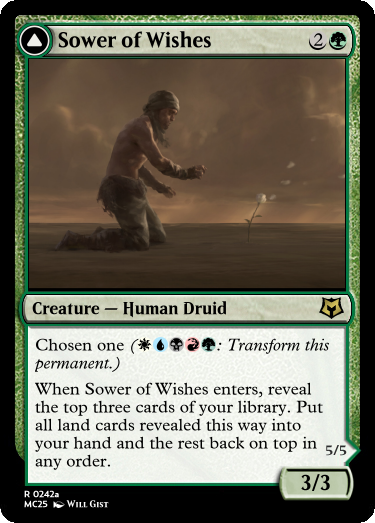 Sower of Wishes 2
Creature — Human Druid
Chosen one (: Transform this
permanent.)
When Sower of Wishes enters, reveal
the top three cards of your library. Put
all land cards revealed this way into
your hand and the rest back on top in
any order.
5/5
3/3
R 0242a
MC25 Will Gist